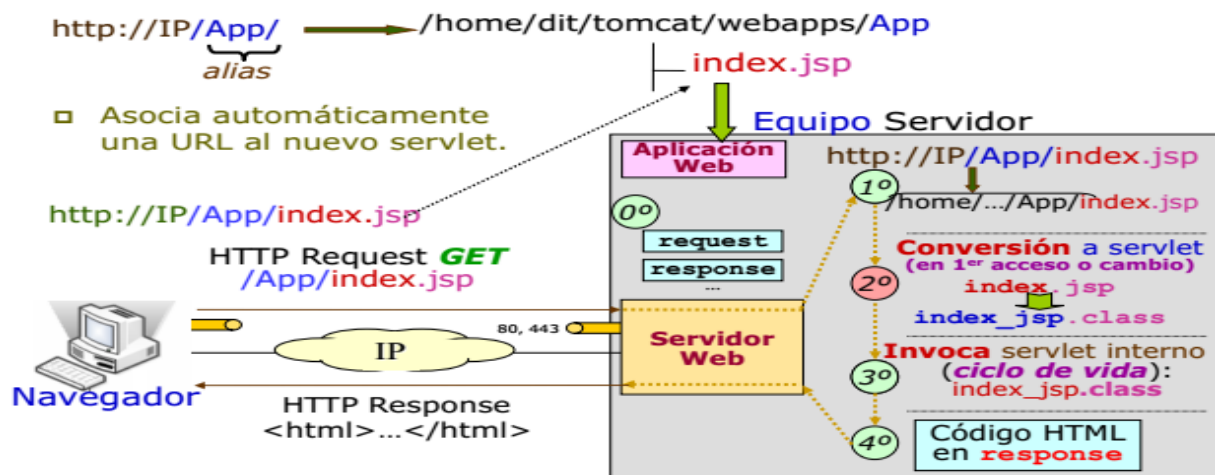 http://IP/App/
/home/dit/tomcat/webapps/App
alias
index.jsp
Asocia automáticamente
una URL al nuevo servlet.
http://IP/App/index.jsp
HTTP Request GET
/App/index.jsp
80, 443
IP
Navegador
HTTP Response
<html>…</html>
Equipo Servidor
Aplicación
Web
0º
request
response
…
Servidor
Web
http://IP/App/index.jsp
1º
/home/…/App/index.jsp
Conversión a servlet
(en 1er acceso o cambio)
2º
index.jsp
index_jsp.class
Invoca servlet interno
(ciclo de vida):
3º
index_jsp.class
4º
Código HTML
en response